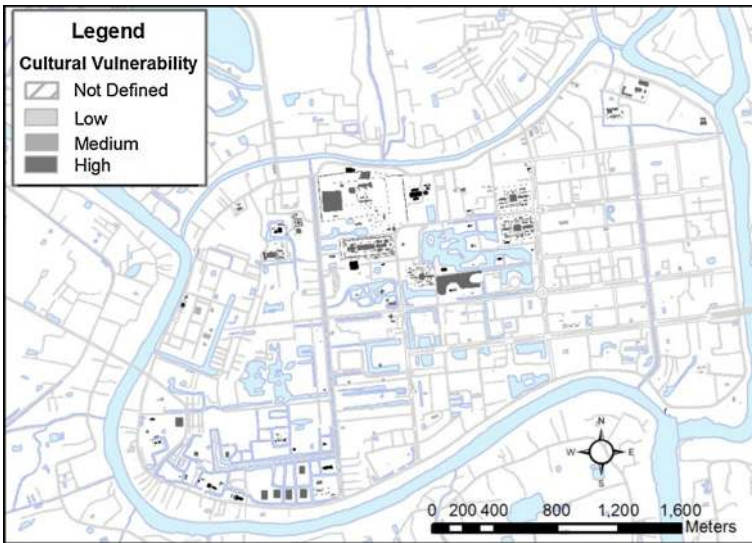 Legend
Cultural Vulnerability
Not Defined
Low
Medium
High
N
W E
S
0 200 400 800 1,200 1,600
Meters